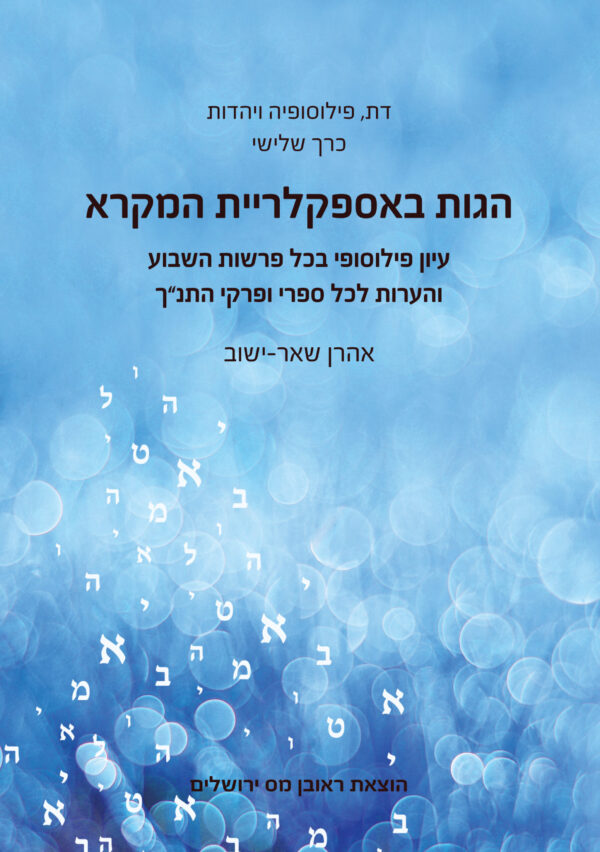 דת, פילוסופיה ויהדות
כרך שלישי
הגות באספקלריית המקרא
עיון פילוסופי בכל פרשות השבוע
והערות לכל ספרי ופרקי התנ״ך
אהרן שאר-ישוב
הוצאת ראובן מס ירושלים